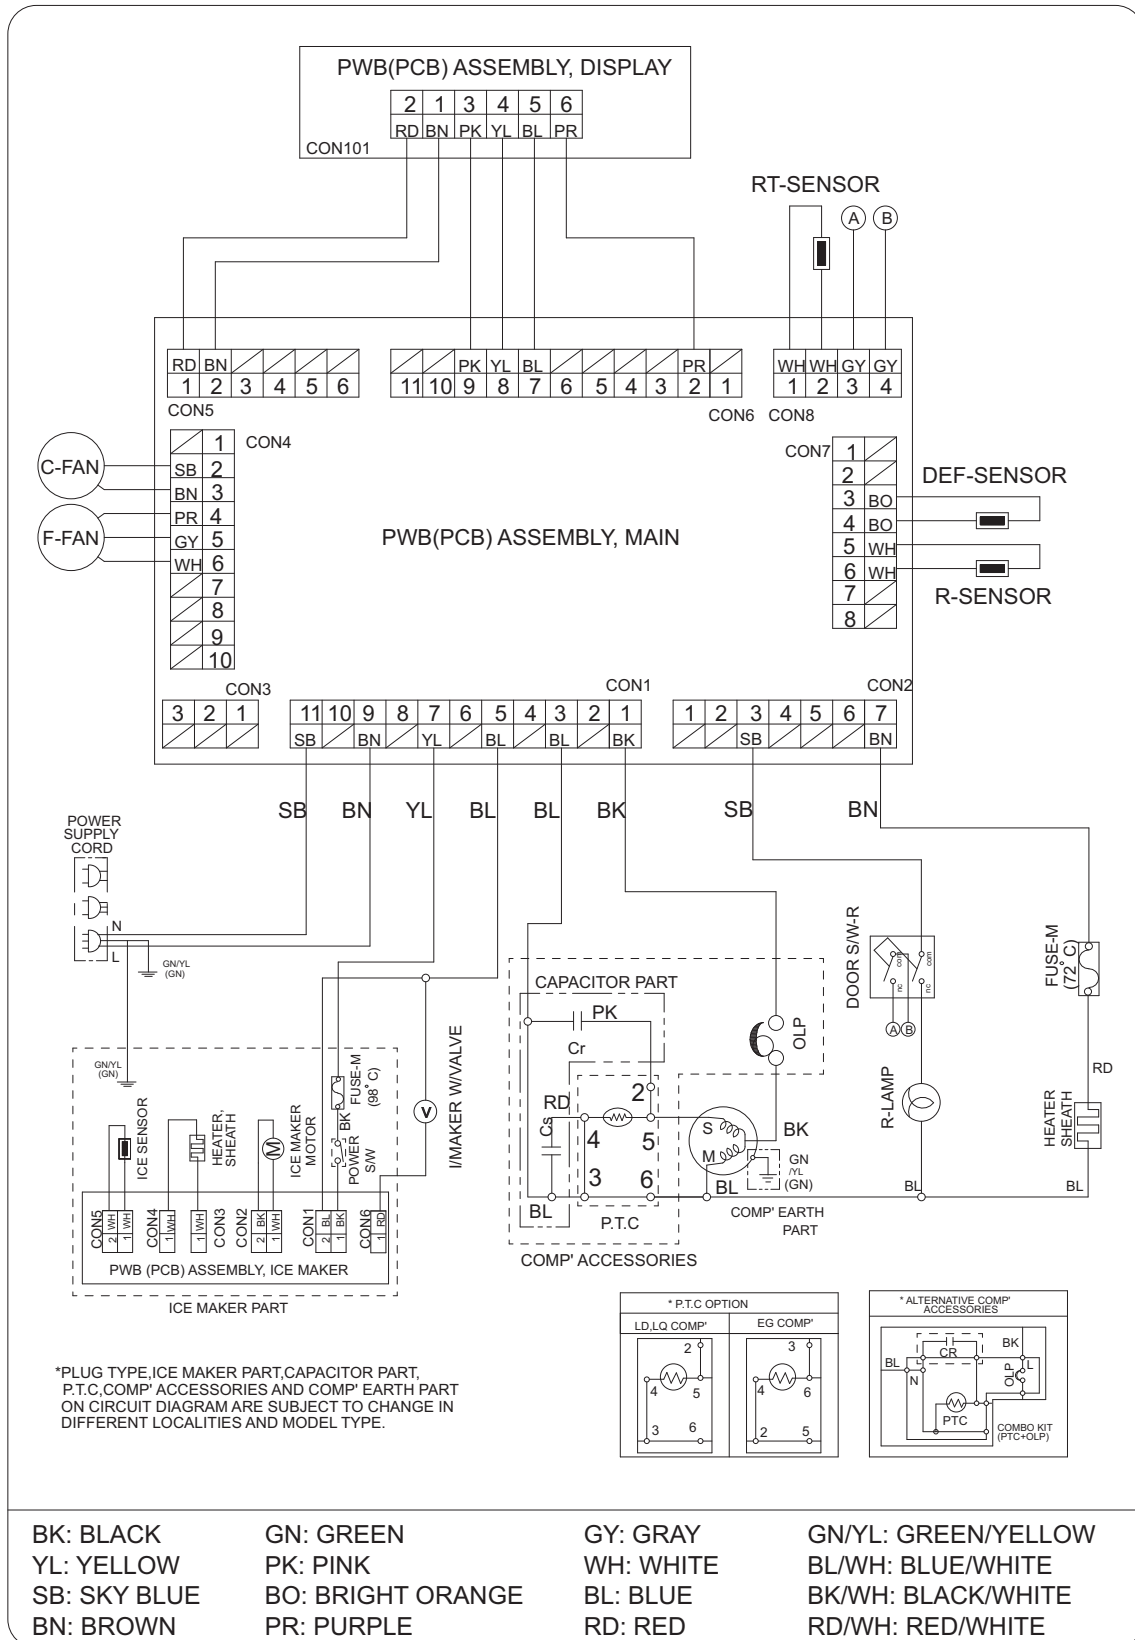 PWB(PCB) ASSEMBLY, DISPLAY
2 1 3 4 5 6
RD BN PK YL BL PR
CON101
RT-SENSOR
A B
RD BN
1 2 3 4 5 6
CON5
PK YL BL PR
11 10 9 8 7 6 5 4 3 2 1
CON6
WH WH GY GY
1 2 3 4
CON8
CON4
1
SB 2
BN 3
PR 4
GY 5
WH 6
7
8
9
10
C-FAN
F-FAN
PWB(PCB) ASSEMBLY, MAIN
CON7
1
2
3 BO
4 BO
5 WH
6 WH
7
8
DEF-SENSOR
R-SENSOR
CON3
3 2 1
CON1
11 10 9 8 7 6 5 4 3 2 1
SB BN YL BL BL BK
CON2
1 2 3 4 5 6 7
SB BN
SB BN YL BL BL BK SB BN
POWER
SUPPLY
CORD
N
L
GN/YL
(GN)
GN/YL
(GN)
FUSE-M
(98°C)
BK
POWER
S/W
ICE SENSOR
HEATER,
SHEATH
M
ICE MAKER
MOTOR
V
I/MAKER W/VALVE
CON5
2 WH
1 WH
CON4
1 WH
1 WH
CON3
CON2
2 BK
1 WH
CON1
2 BL
1 BK
CON6
1 RD
PWB (PCB) ASSEMBLY, ICE MAKER
ICE MAKER PART
CAPACITOR PART
PK
Cr
RD
Cs
2
4 5
3 6
BL
P.T.C
COMP' ACCESSORIES
OLP
S
M
BK
BL
GN
/YL
(GN)
COMP' EARTH
PART
DOOR S/W-R
com com
nc nc
A B
R-LAMP
BL
FUSE-M
(72°C)
RD
HEATER
SHEATH
BL
* P.T.C OPTION
LD,LQ COMP' EG COMP'
2
4 5
3 6
3
4 6
2 5
* ALTERNATIVE COMP'
ACCESSORIES
BK
CR
BL
N
L
OLP
PTC
COMBO KIT
(PTC+OLP)
*PLUG TYPE,ICE MAKER PART,CAPACITOR PART,
P.T.C,COMP' ACCESSORIES AND COMP' EARTH PART
ON CIRCUIT DIAGRAM ARE SUBJECT TO CHANGE IN
DIFFERENT LOCALITIES AND MODEL TYPE.
BK: BLACK GN: GREEN GY: GRAY GN/YL: GREEN/YELLOW
YL: YELLOW PK: PINK WH: WHITE BL/WH: BLUE/WHITE
SB: SKY BLUE BO: BRIGHT ORANGE BL: BLUE BK/WH: BLACK/WHITE
BN: BROWN PR: PURPLE RD: RED RD/WH: RED/WHITE